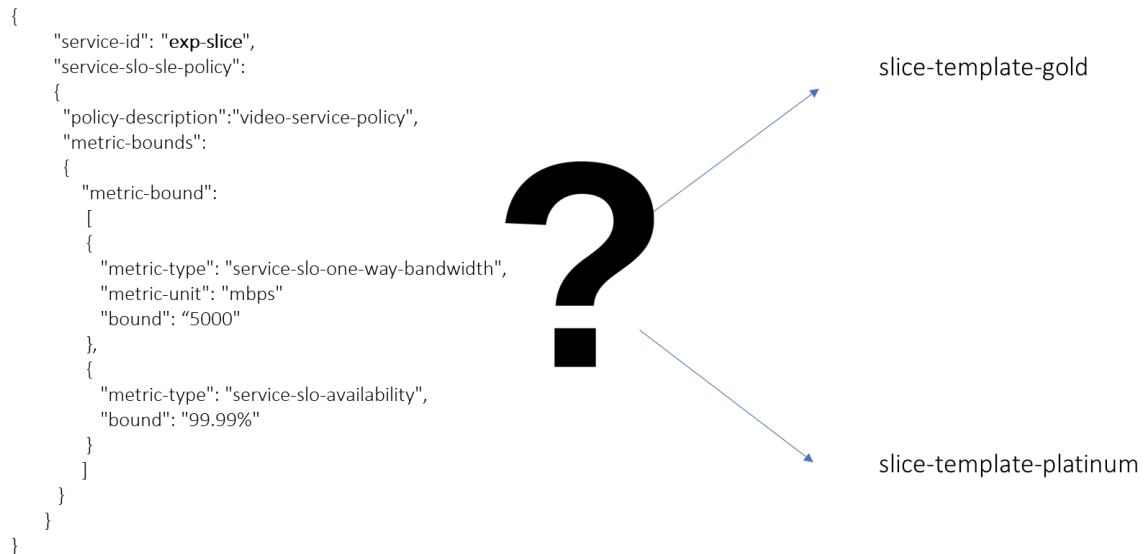 {
"service-id": "exp-slice",
"service-slo-sle-policy":
{
"policy-description":"video-service-policy",
"metric-bounds":
{
"metric-bound":
[
{
"metric-type": "service-slo-one-way-bandwidth",
"metric-unit": "mbps"
"bound": “5000"
},
{
"metric-type": "service-slo-availability",
"bound": "99.99%"
}
]
}
}
}
?
slice-template-gold
slice-template-platinum